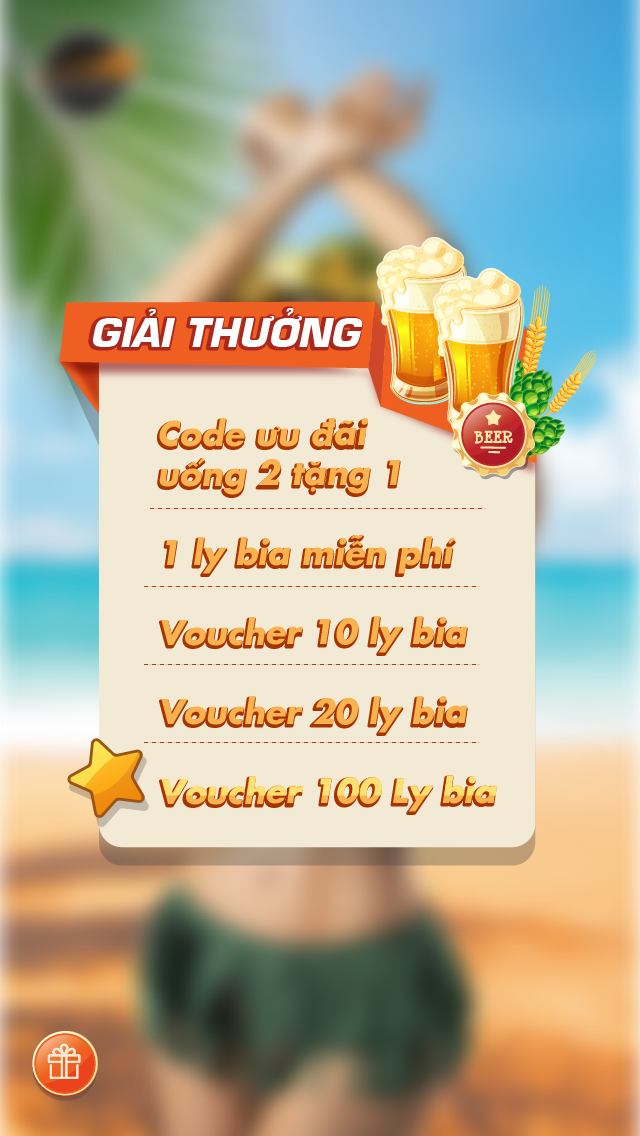 GIẢI THƯỞNG
BEER
Code ưu đãi
uống 2 tặng 1
1 ly bia miễn phí
Voucher 10 ly bia
Voucher 20 ly bia
Voucher 100 Ly bia